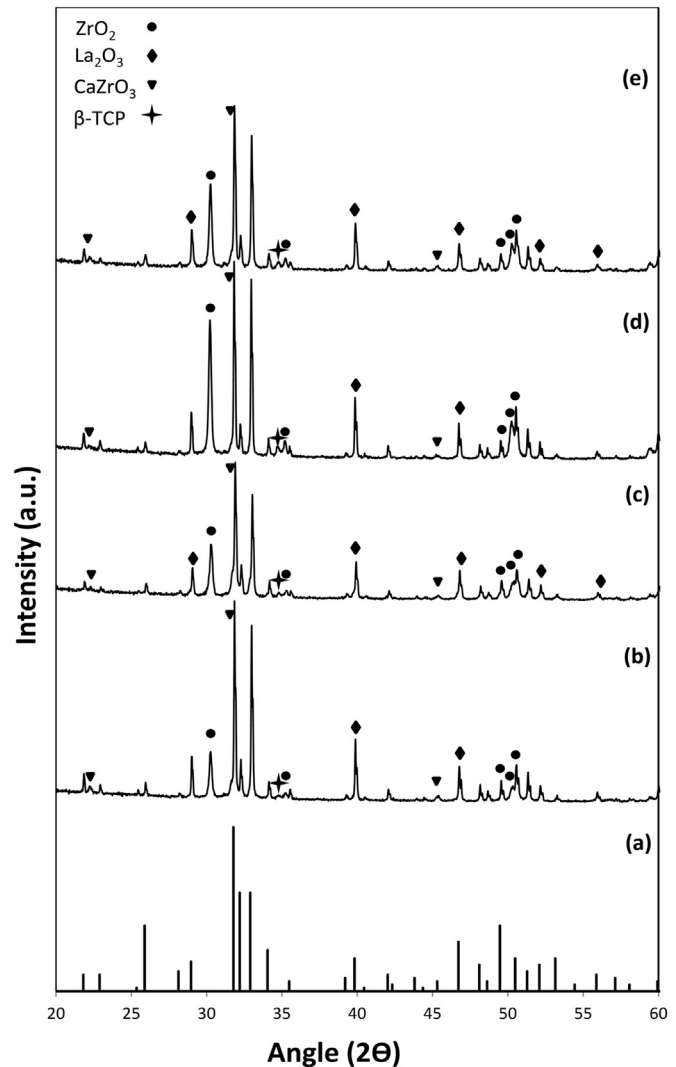 ZrO₂
La₂O₃
CaZrO₃
β-TCP
(e)
(d)
(c)
(b)
(a)
Intensity (a.u.)
20 25 30 35 40 45 50 55 60
Angle (2ϴ)